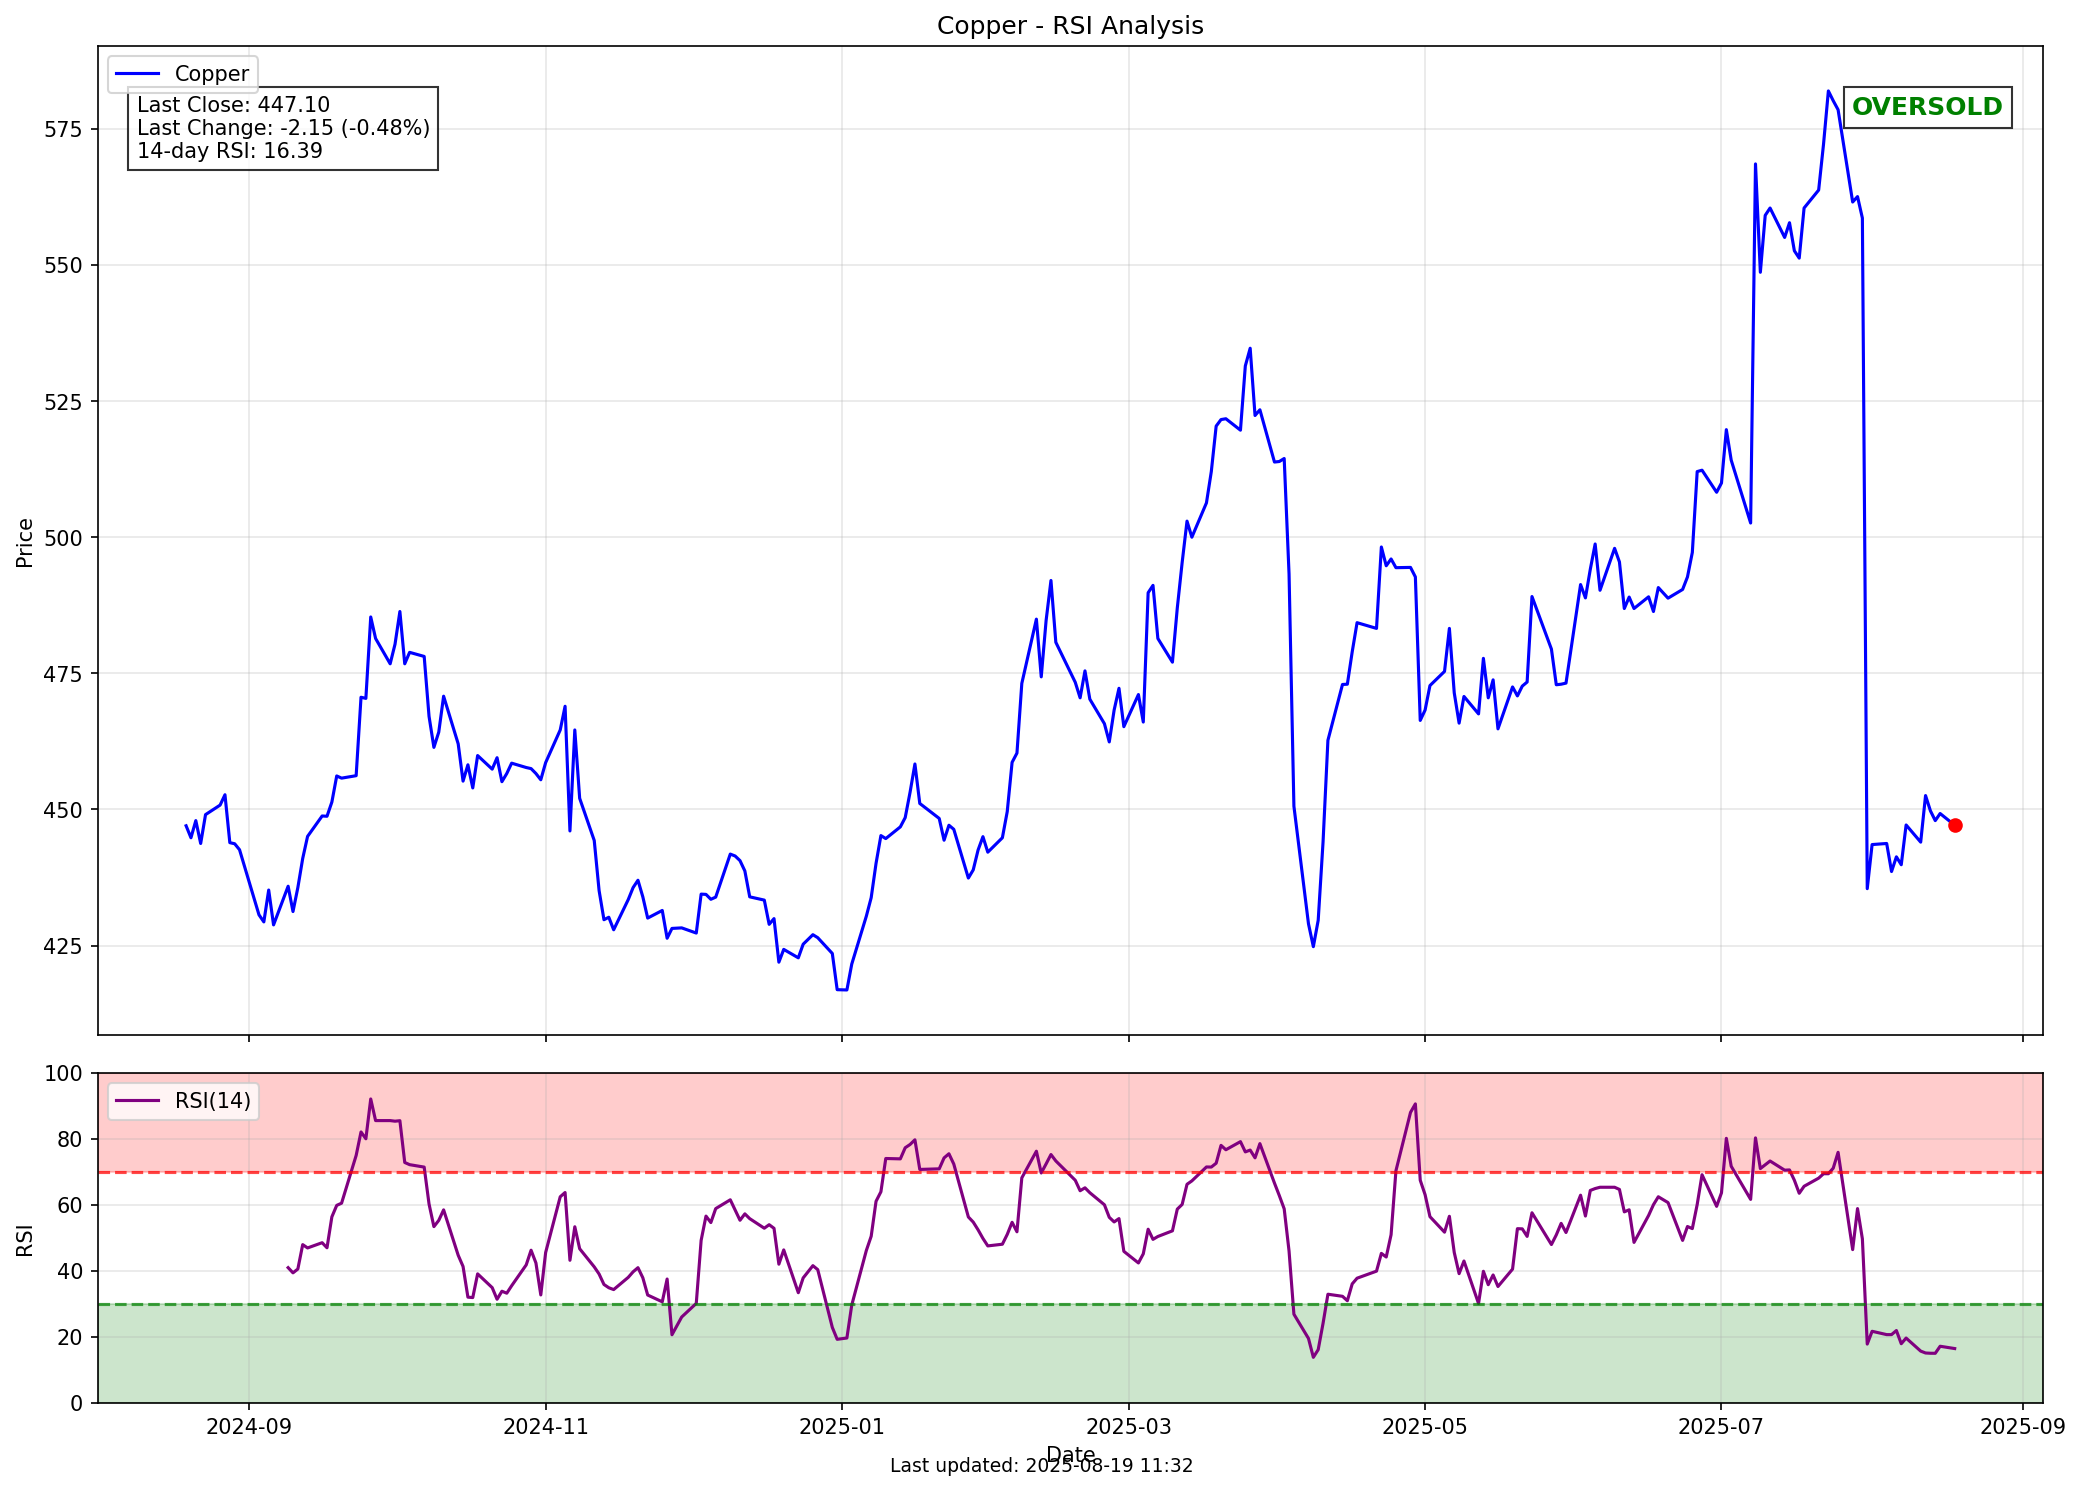 Copper - RSI Analysis
Copper
Last Close: 447.10
Last Change: -2.15 (-0.48%)
14-day RSI: 16.39
OVERSOLD
575
550
525
500
475
450
425
Price
100
80
60
40
20
0
RSI
RSI(14)
2024-09
2024-11
2025-01
2025-03
2025-05
2025-07
2025-09
Date
Last updated: 2025-08-19 11:32